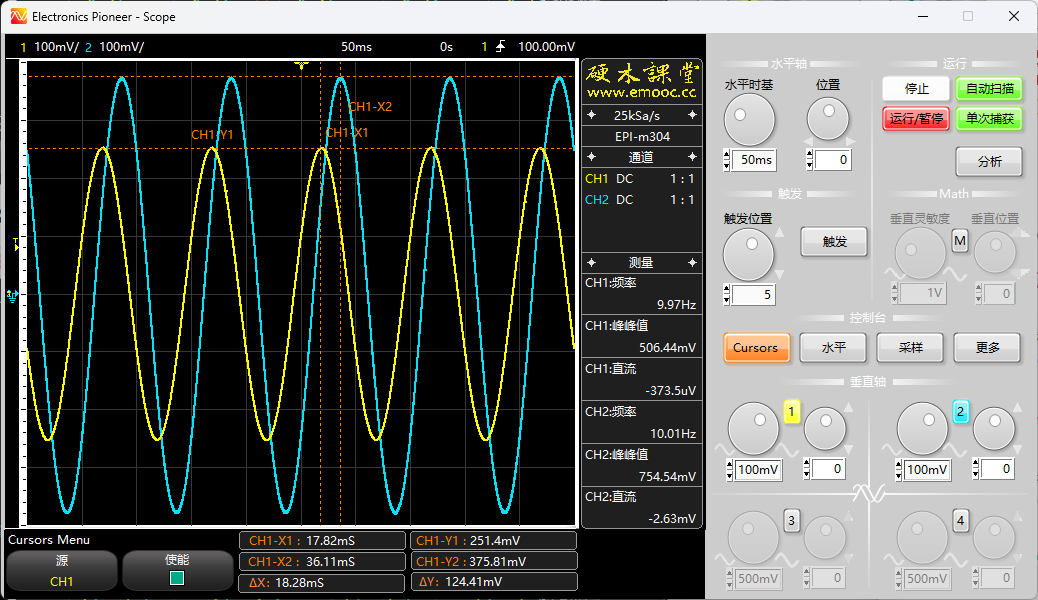 Electronics Pioneer - Scope
1 100mV/ 2 100mV/ 50ms 0s 1 100.00mV
CH1-X2
CH1-Y1
CH1-X1
T
硬木課堂
www.emooc.cc
25kSa/s
EPI-m304
通道
CH1 DC 1 : 1
CH2 DC 1 : 1
测量
CH1:频率
9.97Hz
CH1:峰峰值
506.44mV
CH1:直流
-373.5uV
CH2:频率
10.01Hz
CH2:峰峰值
754.54mV
CH2:直流
-2.63mV
Cursors Menu
源
CH1
使能
CH1-X1 : 17.82mS
CH1-X2 : 36.11mS
ΔX: 18.28mS
CH1-Y1 : 251.4mV
CH1-Y2 : 375.81mV
ΔY: 124.41mV
水平轴
水平时基
位置
50ms
0
运行
停止
自动扫描
运行/暂停
单次捕获
分析
触发
触发位置
触发
5
Math
垂直灵敏度
垂直位置
M
1V
0
控制台
Cursors
水平
采样
更多
垂直轴
1
100mV
0
2
100mV
0
3
500mV
0
4
500mV
0